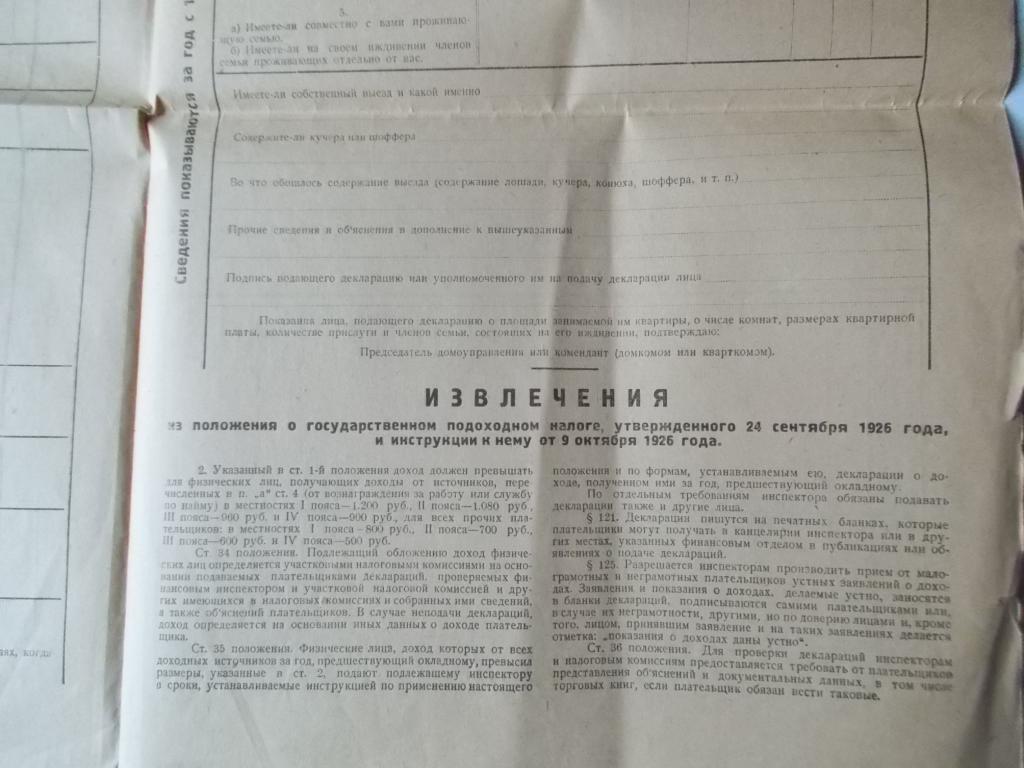 Сведения показываются за год с 1
5.
а) Имеете-ли совместно с вами проживаю-
щую семью.
б) Имеете-ли на своем иждивении членов
семьи проживающих отдельно от вас.
Имеете-ли собственный выезд и какой именно
Содержите-ли кучера или шоффера
Во что обошлось содержание выезда (содержание лошади, кучера, конюха, шоффера, и т. п.)
Прочие сведения и об'яснения в дополнение к вышеуказанным
Подпись подающего декларацию или уполномоченного им на подачу декларации лица
Показания лица, подающего декларацию о площади занимаемой им квартиры, о числе комнат, размерах квартирной
платы, количестве прислуги и членов семьи, состоящих на его иждивении, подтверждаю:
Председатель домоуправления или комендант (домкомом или квартком).
ИЗВЛЕЧЕНИЯ
из положения о государственном подоходном налоге, утвержденного 24 сентября 1926 года,
и инструкции к нему от 9 октября 1926 года.
2. Указанный в ст. 1-й положения доход должен превышать
для физических лиц, получающих доходы от источников, пере-
численных в п. „а" ст. 4 (от вознаграждения за работу или службу
по найму) в местностях I пояса—1.200 руб., II пояса—1.080 руб.,
III пояса—960 руб. и IV пояса—900 руб., для всех прочих пла-
тельщиков: в местностях I пояса—800 руб., II пояса—700 руб.,
III пояса—600 руб. и IV пояса—500 руб.
Ст. 34 положения. Подлежащий обложению доход физиче-
ских лиц определяется участковыми налоговыми комиссиями на осно-
вании подаваемых плательщиками деклараций, проверяемых фи-
нансовым инспектором и участковой налоговой комиссией и дру-
гих имеющихся в налоговых комиссиях и собранных ими сведений,
а также об'яснений плательщиков. В случае неподачи деклараций,
доход определяется на основании иных данных о доходе платель-
щика.
Ст. 35 положения. Физические лица, доход которых от всех
доходных источников за год, предшествующий окладному, превысил
размеры, указанные в ст. 2, подают подлежащему инспектору
в сроки, устанавливаемые инструкцией по применению настоящего
положения и по формам, устанавливаемым ею, декларации о до-
ходе, полученном ими за год, предшествующий окладному.
По отдельным требованиям инспектора обязаны подавать
декларации также и другие лица.
§ 121. Декларации пишутся на печатных бланках, которые
плательщики могут получать в канцелярии инспектора или в дру-
гих местах, указанных финансовым отделом в публикациях или об-
явлениях о подаче деклараций.
§ 125. Разрешается инспекторам производить прием от мало-
грамотных и неграмотных плательщиков устных заявлений о дохо-
дах. Заявления и показания о доходах, делаемые устно, заносятся
в бланки деклараций, подписываются самими плательщиками или,
в случае их неграмотности, другими, но по доверию лицами и, кроме
того, лицом, принявшим заявление и на таких заявлениях делается
отметка: „показания о доходах даны устно".
Ст. 36 положения. Для проверки деклараций инспекторам
и налоговым комиссиям предоставляется требовать от плательщиков
представления об'яснений и документальных данных, в том числе
торговых книг, если плательщик обязан вести таковые.
ях, когда